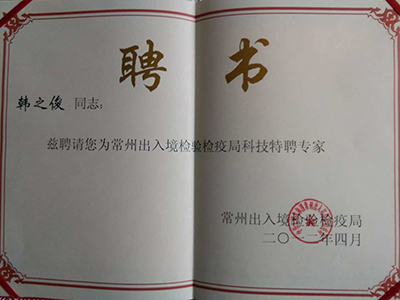 聘书
韩之俊 同志：
兹聘请您为常州出入境检验检疫局科技特聘专家
常州出入境检验检疫局
二〇一二年四月